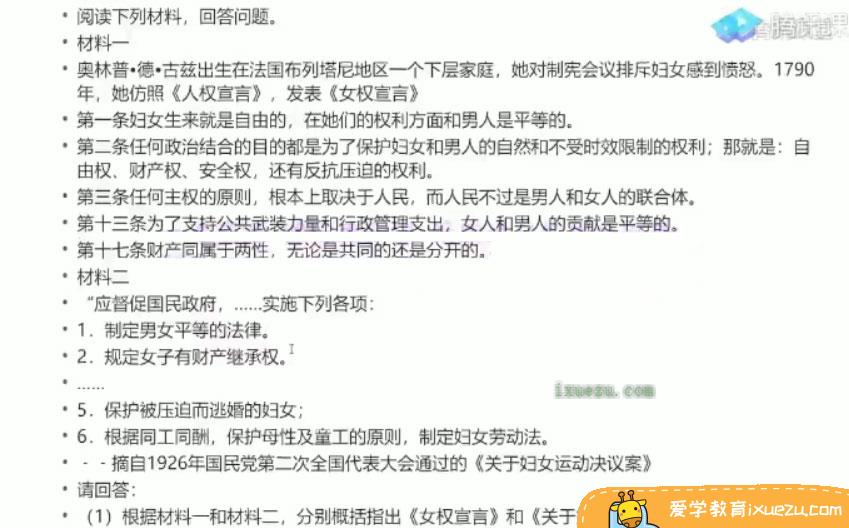 阅读下列材料，回答问题。
材料一
奥林普•德•古兹出生在法国布列塔尼地区一个下层家庭，她对制宪会议排斥妇女感到愤怒。1790
年，她仿照《人权宣言》，发表《女权宣言》
第一条妇女生来就是自由的，在她们的权利方面和男人是平等的。
第二条任何政治结合的目的都是为了保护妇女和男人的自然和不受时效限制的权利；那就是：自
由权、财产权、安全权，还有反抗压迫的权利。
第三条任何主权的原则，根本上取决于人民，而人民不过是男人和女人的联合体。
第十三条为了支持公共武装力量和行政管理支出，女人和男人的贡献是平等的。
第十七条财产同属于两性，无论是共同的还是分开的。
材料二
“应督促国民政府，......实施下列各项：
1．制定男女平等的法律。
2．规定女子有财产继承权。
......
ixuezu.com
5．保护被压迫而逃婚的妇女；
6．根据同工同酬，保护母性及童工的原则，制定妇女劳动法。
- - 摘自1926年国民党第二次全国代表大会通过的《关于妇女运动决议案》
请回答：
（1）根据材料一和材料二，分别概括指出《女权宣言》和《关于
爱学教育ixuezu.com